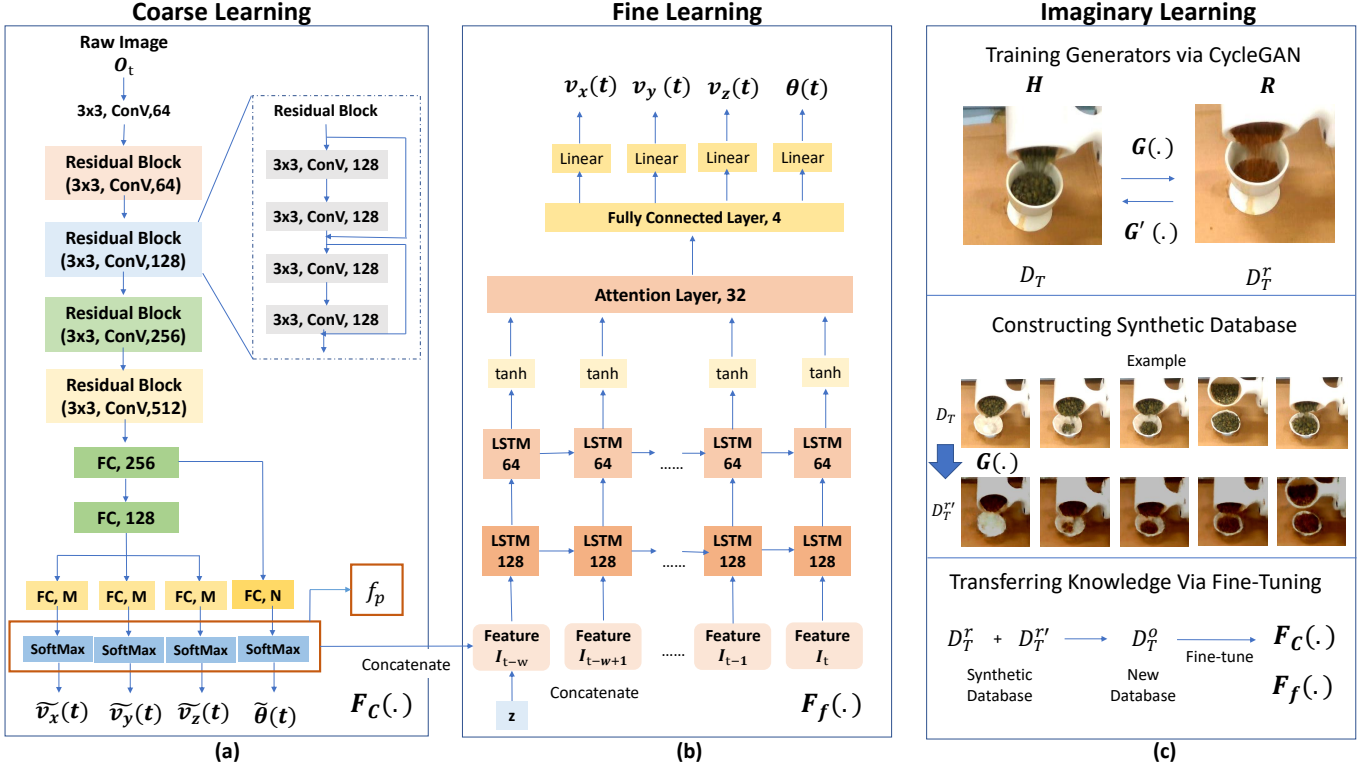 Coarse Learning
Raw Image
O_t
3x3, ConV,64
Residual Block
(3x3, ConV,64)
Residual Block
(3x3, ConV,128)
Residual Block
(3x3, ConV,256)
Residual Block
(3x3, ConV,512)
FC, 256
FC, 128
FC, M
FC, M
FC, M
FC, N
f_p
SoftMax
SoftMax
SoftMax
SoftMax
ṽ_x(t)
ṽ_y(t)
ṽ_z(t)
θ̃(t)
F_C(.)
Residual Block
3x3, ConV, 128
3x3, ConV, 128
3x3, ConV, 128
3x3, ConV, 128
(a)
Fine Learning
v_x(t) v_y(t) v_z(t) θ(t)
Linear Linear Linear Linear
Fully Connected Layer, 4
Attention Layer, 32
tanh tanh tanh tanh
LSTM 64
LSTM 64
......
LSTM 64
LSTM 64
LSTM 128
LSTM 128
......
LSTM 128
LSTM 128
Concatenate
Feature I_{t-w}
Feature I_{t-w+1}
......
Feature I_{t-1}
Feature I_t
Concatenate
z
F_f(.)
(b)
Imaginary Learning
Training Generators via CycleGAN
H
R
G(.)
G′(.)
D_T
D_T^r
Constructing Synthetic Database
Example
D_T
G(.)
D_T^{r′}
Transferring Knowledge Via Fine-Tuning
D_T^r + D_T^{r′}
D_T^o
F_C(.)
Fine-tune
Synthetic
Database
New
Database
F_f(.)
(c)